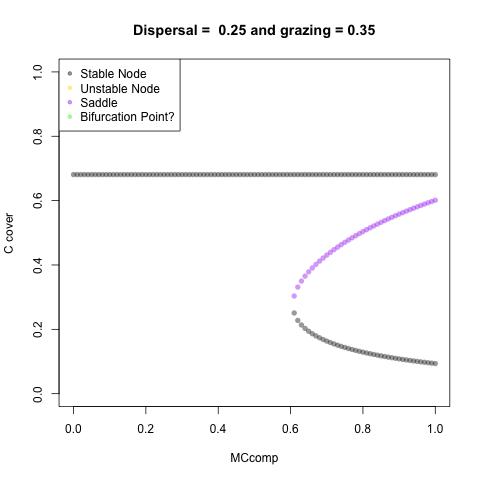 Dispersal =  0.25 and grazing = 0.35
Stable Node
Unstable Node
Saddle
Bifurcation Point?
1.0
0.8
0.6
0.4
0.2
0.0
C cover
0.0 0.2 0.4 0.6 0.8 1.0
MCcomp